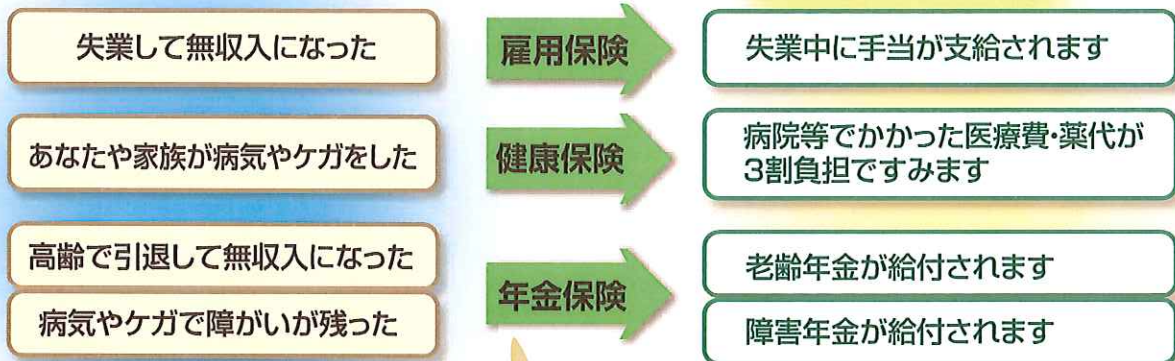 失業して無収入になった
雇用保険
失業中に手当が支給されます
あなたや家族が病気やケガをした
健康保険
病院等でかかった医療費・薬代が
3割負担ですみます
高齢で引退して無収入になった
年金保険
老齢年金が給付されます
病気やケガで障がいが残った
障害年金が給付されます